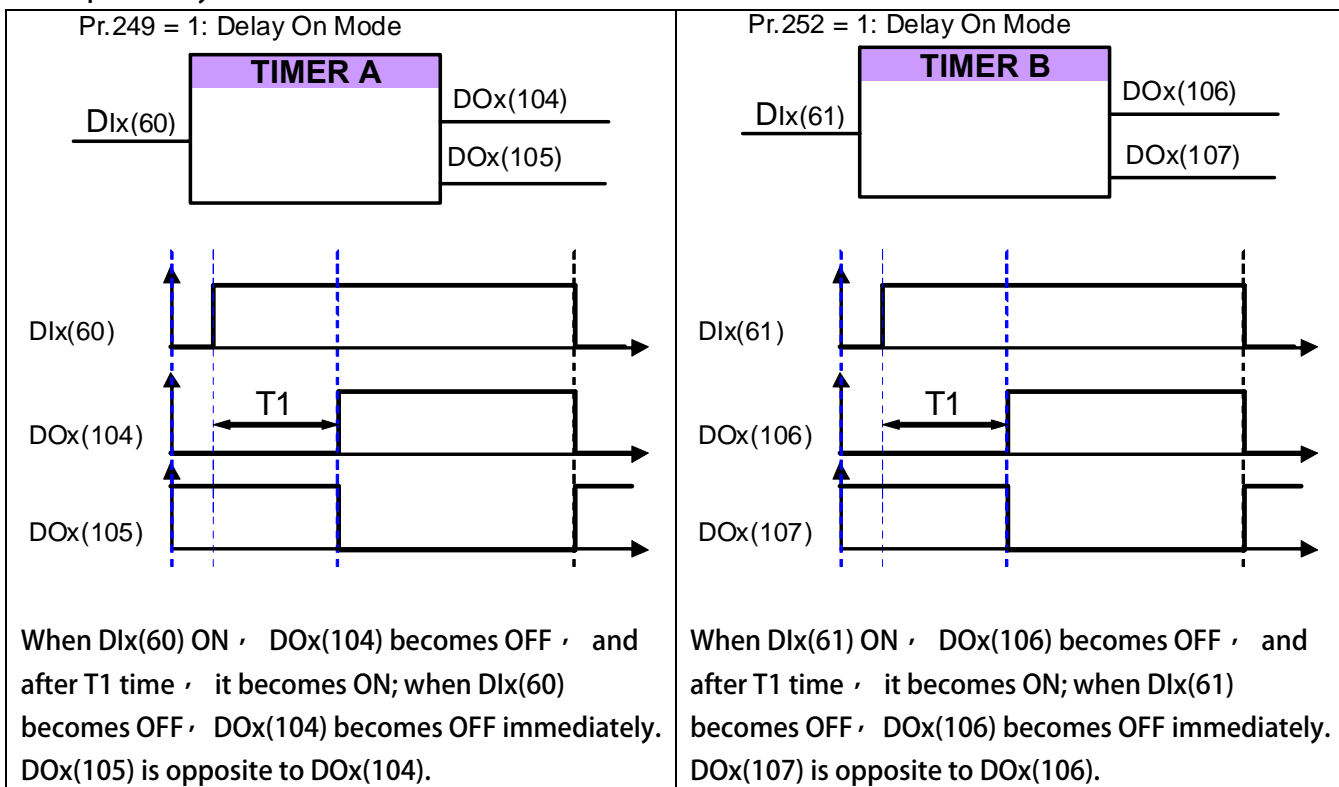 Pr.249 = 1: Delay On Mode
TIMER A
DIx(60)
DOx(104)
DOx(105)
DIx(60)
T1
DOx(104)
DOx(105)
When DIx(60) ON， DOx(104) becomes OFF， and
after T1 time， it becomes ON; when DIx(60)
becomes OFF， DOx(104) becomes OFF immediately.
DOx(105) is opposite to DOx(104).
Pr.252 = 1: Delay On Mode
TIMER B
DIx(61)
DOx(106)
DOx(107)
DIx(61)
T1
DOx(106)
DOx(107)
When DIx(61) ON， DOx(106) becomes OFF， and
after T1 time， it becomes ON; when DIx(61)
becomes OFF， DOx(106) becomes OFF immediately.
DOx(107) is opposite to DOx(106).